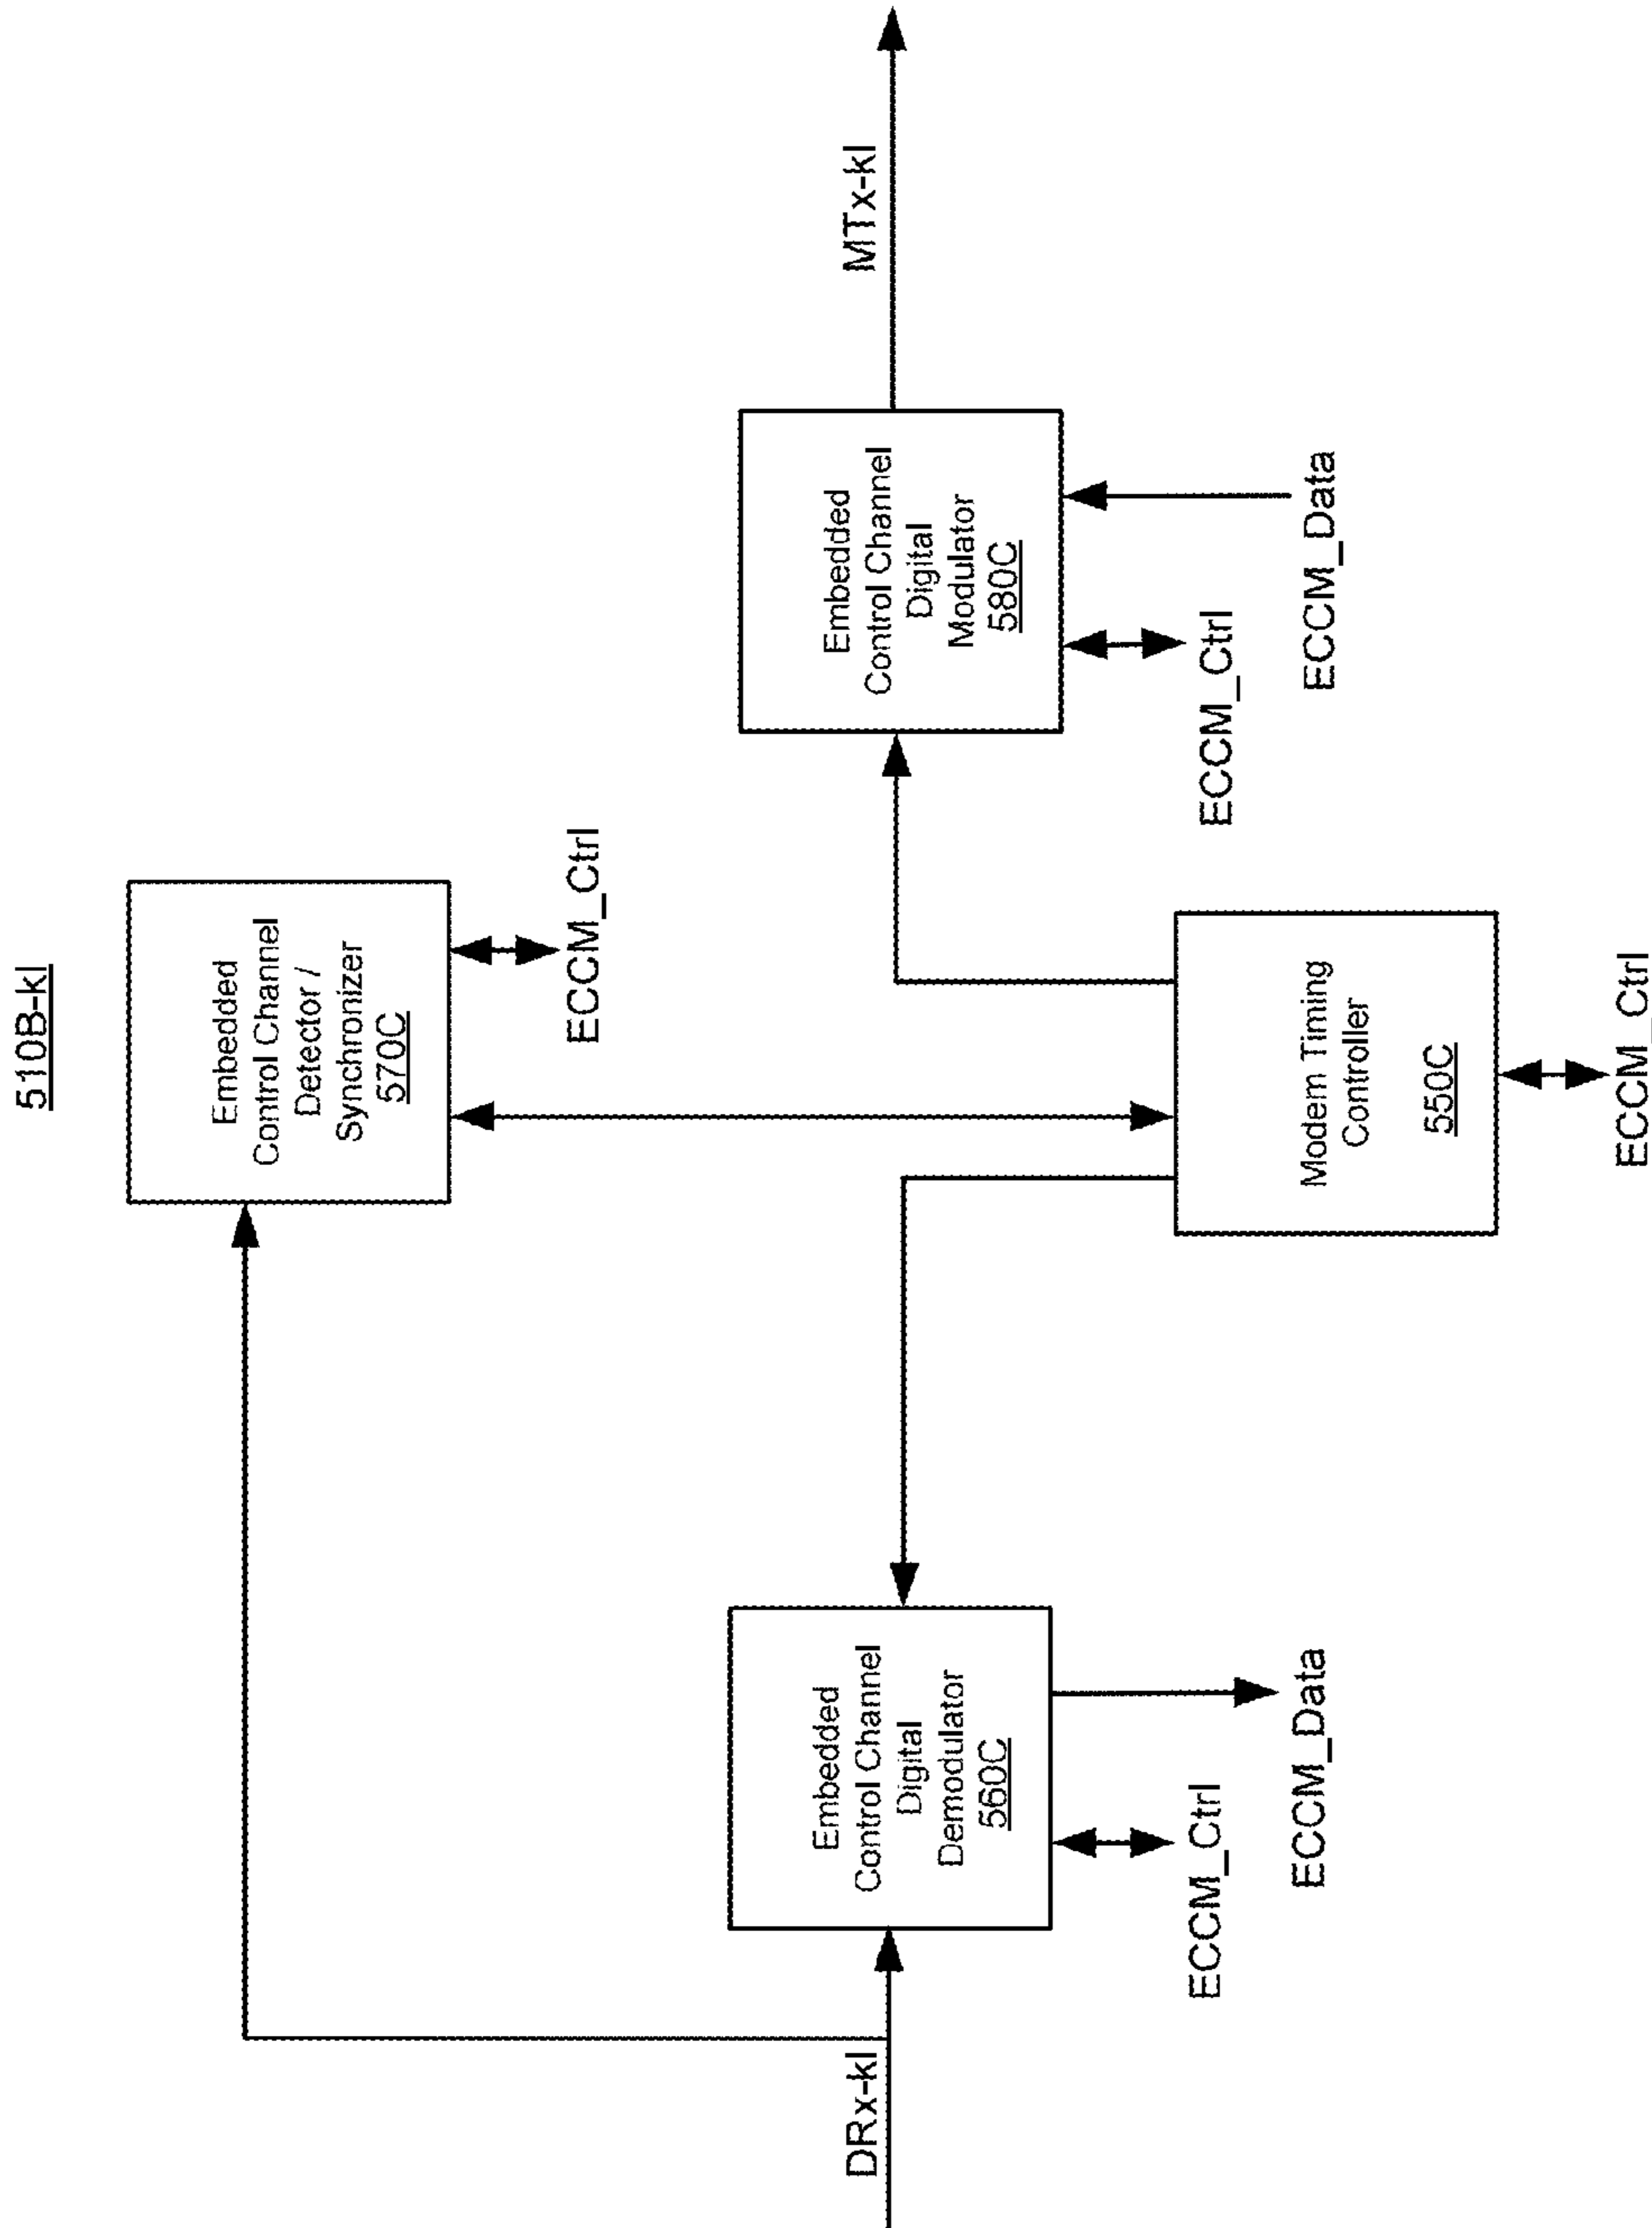 510B-kl
Embedded
Control Channel
Detector /
Synchronizer
570C
ECCM_Ctrl
DRx-kl
Embedded
Control Channel
Digital
Demodulator
560C
ECCM_Ctrl
ECCM_Data
Embedded
Control Channel
Digital
Modulator
580C
MTx-kl
ECCM_Ctrl
ECCM_Data
Modem Timing
Controller
550C
ECCM_Ctrl